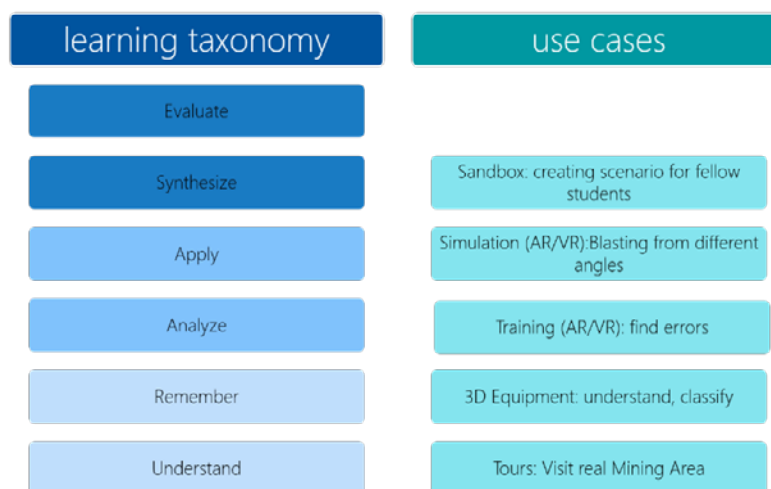 learning taxonomy
use cases
Evaluate
Synthesize
Sandbox: creating scenario for fellow
students
Apply
Simulation (AR/VR):Blasting from different
angles
Analyze
Training (AR/VR): find errors
Remember
3D Equipment: understand, classify
Understand
Tours: Visit real Mining Area